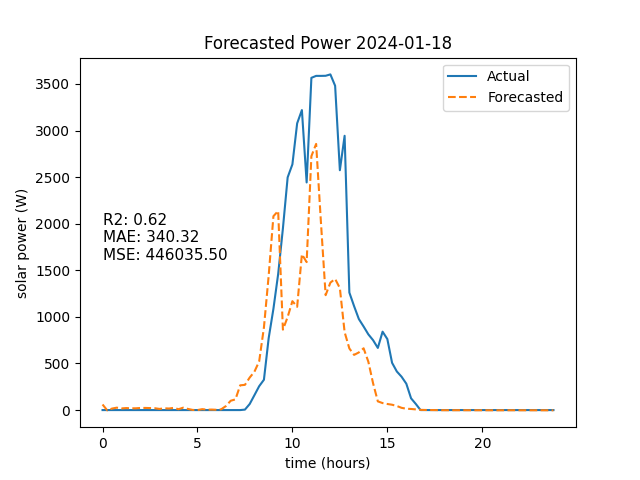 Forecasted Power 2024-01-18
Actual
Forecasted
R2: 0.62
MAE: 340.32
MSE: 446035.50
solar power (W)
3500
3000
2500
2000
1500
1000
500
0
0 5 10 15 20
time (hours)